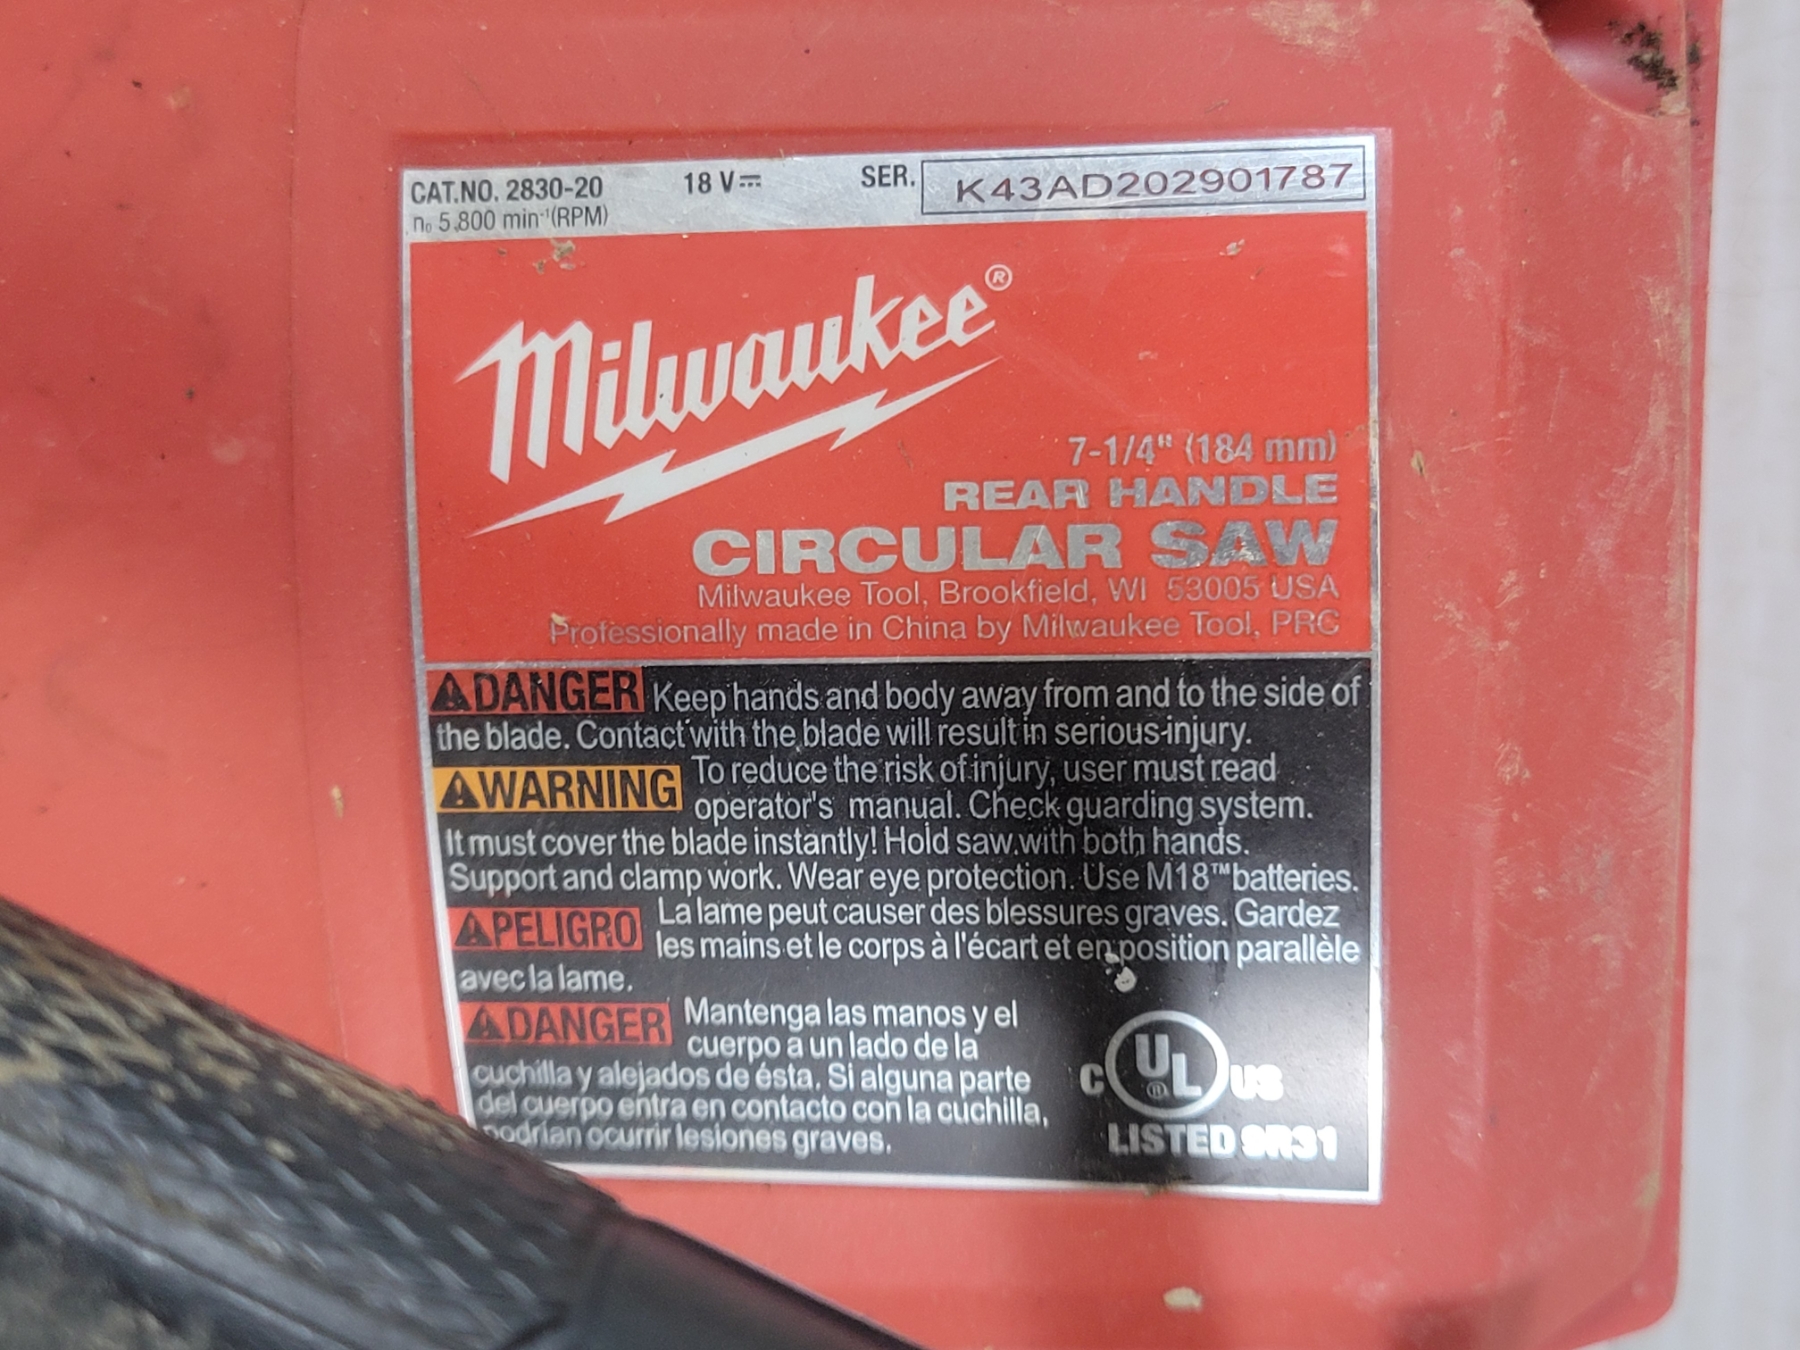 CAT.NO. 2830-20 18 V⎓ SER. K43AD202901787
n₀ 5,800 min⁻¹(RPM)
Milwaukee®
7-1/4" (184 mm)
REAR HANDLE
CIRCULAR SAW
Milwaukee Tool, Brookfield, WI 53005 USA
Professionally made in China by Milwaukee Tool, PRC
⚠DANGER Keep hands and body away from and to the side of
the blade. Contact with the blade will result in serious injury.
⚠WARNING To reduce the risk of injury, user must read
operator's manual. Check guarding system.
It must cover the blade instantly! Hold saw with both hands.
Support and clamp work. Wear eye protection. Use M18™ batteries.
⚠PELIGRO La lame peut causer des blessures graves. Gardez
les mains et le corps à l'écart et en position parallèle
avec la lame.
⚠DANGER Mantenga las manos y el
cuerpo a un lado de la
cuchilla y alejados de ésta. Si alguna parte
del cuerpo entra en contacto con la cuchilla,
podrían ocurrir lesiones graves.
C UL® US
LISTED 9R31